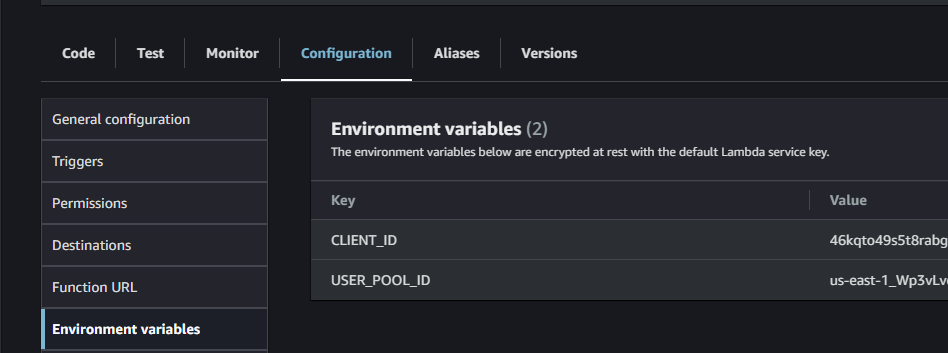 Code Test Monitor Configuration Aliases Versions
General configuration
Triggers
Permissions
Destinations
Function URL
Environment variables
Environment variables (2)
The environment variables below are encrypted at rest with the default Lambda service key.
Key Value
CLIENT_ID 46kqto49s5t8rabg
USER_POOL_ID us-east-1_Wp3vLv